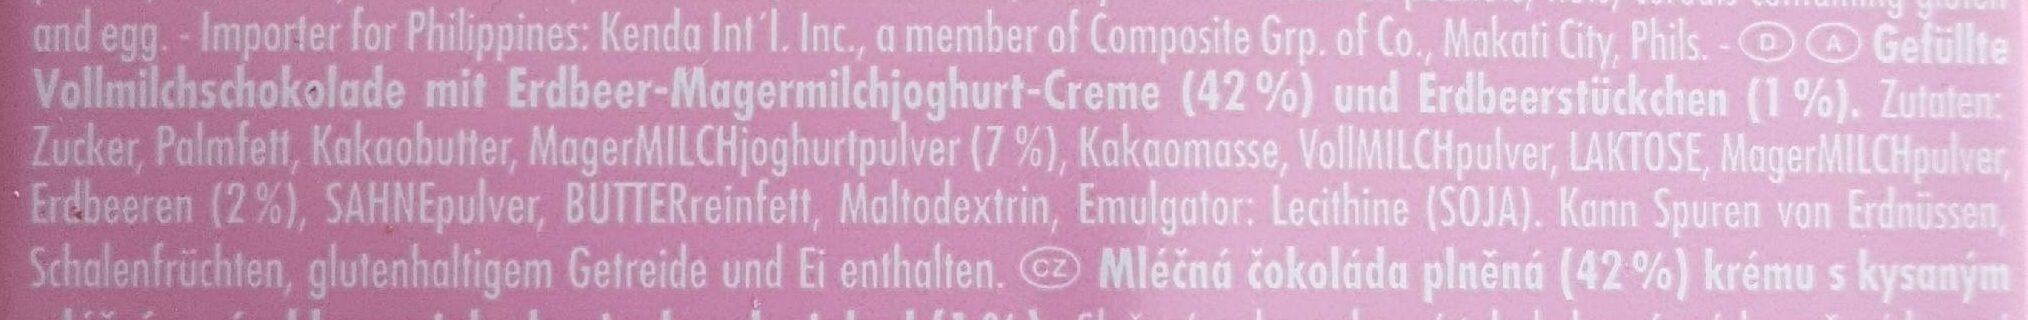 and egg. - Importer for Philippines: Kenda Int´l. Inc., a member of Composite Grp. of Co., Makati City, Phils. - D A Gefüllte
Vollmilchschokolade mit Erdbeer-Magermilchjoghurt-Creme (42 %) und Erdbeerstückchen (1 %). Zutaten:
Zucker, Palmfett, Kakaobutter, MagerMILCHjoghurtpulver (7 %), Kakaomasse, VollMILCHpulver, LAKTOSE, MagerMILCHpulver,
Erdbeeren (2 %), SAHNEpulver, BUTTERreinfett, Maltodextrin, Emulgator: Lecithine (SOJA). Kann Spuren von Erdnüssen,
Schalenfrüchten, glutenhaltigem Getreide und Ei enthalten. CZ Mléčná čokoláda plněná (42 %) krému s kysaným